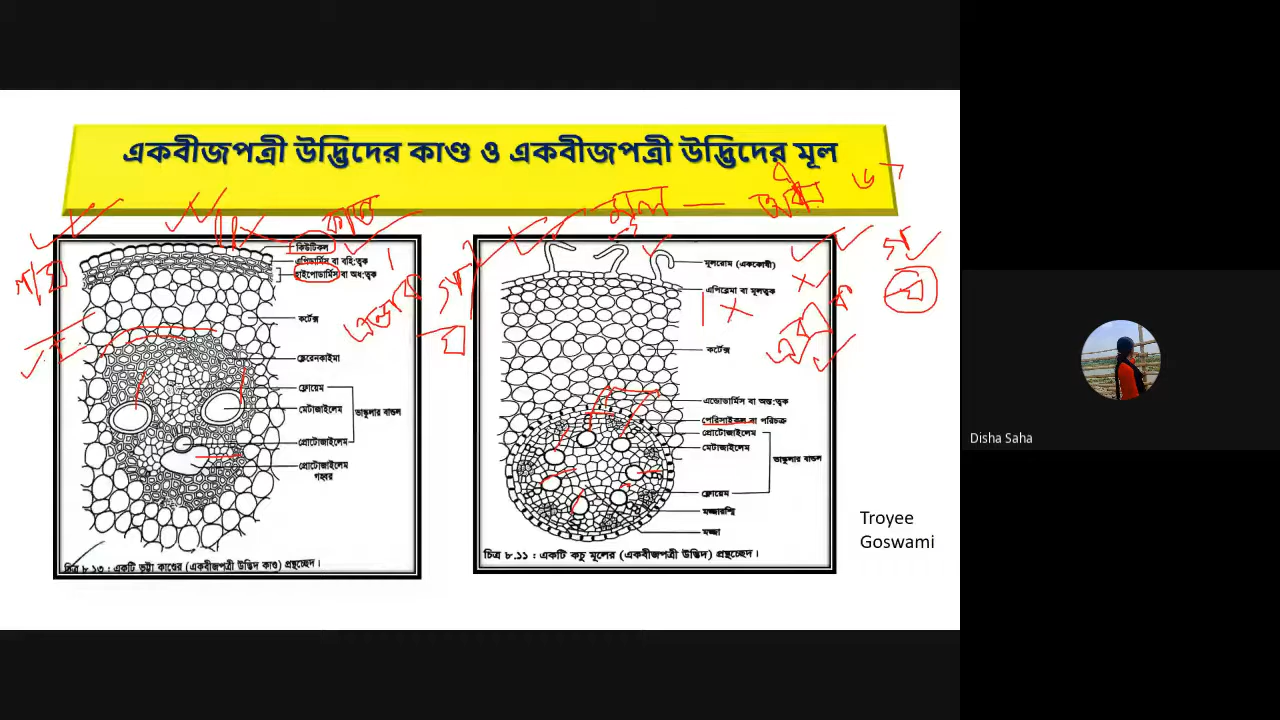 একবীজপত্রী উদ্ভিদের কাণ্ড ও একবীজপত্রী উদ্ভিদের মূল
কাণ্ড
মূল —
কিউটিকল
এপিডার্মিস বা বহিঃত্বক
হাইপোডার্মিস বা অধঃত্বক
কর্টেক্স
স্ক্লেরেনকাইমা
ফ্লোয়েম
মেটাজাইলেম
ভাস্কুলার বান্ডল
প্রোটোজাইলেম
প্রোটোজাইলেম
গহ্বর
চিত্র ৮.১৩ : একটি ভুট্টা কাণ্ডের (একবীজপত্রী উদ্ভিদ কাণ্ড) প্রস্থচ্ছেদ।
মূলরোম (এককোষী)
এপিব্লেমা বা মূলত্বক
কর্টেক্স
এন্ডোডার্মিস বা অন্তঃত্বক
পেরিসাইকল বা পরিচক্র
প্রোটোজাইলেম
মেটাজাইলেম
ভাস্কুলার বান্ডল
ফ্লোয়েম
মজ্জারশ্মি
মজ্জা
চিত্র ৮.১১ : একটি কচু মূলের (একবীজপত্রী উদ্ভিদ) প্রস্থচ্ছেদ।
Troyee
Goswami
Disha Saha